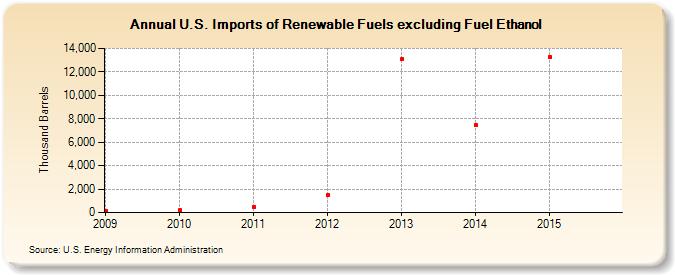 Annual U.S. Imports of Renewable Fuels excluding Fuel Ethanol
Thousand Barrels
14,000
12,000
10,000
8,000
6,000
4,000
2,000
0
2009 2010 2011 2012 2013 2014 2015
Source: U.S. Energy Information Administration